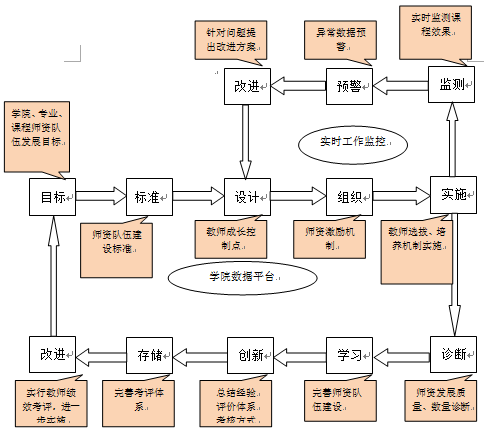 针对问题提
出改进方案
异常数据预
警
实时监测课
程效果
改进
预警
监测
学院、专业、
课程师资队
伍发展目标
实时工作监控
目标
标准
设计
组织
实施
师资队伍建
设标准
教师成长控
制点
师资激励机
制
教师选拔、培
养机制实施
学院数据平台
改进
存储
创新
学习
诊断
实行教师绩
效考评，进一
步实施
完善考评体
系
总结经验
评价体系
考核方式
完善师资队
伍建设
师资发展质
量、数量诊断